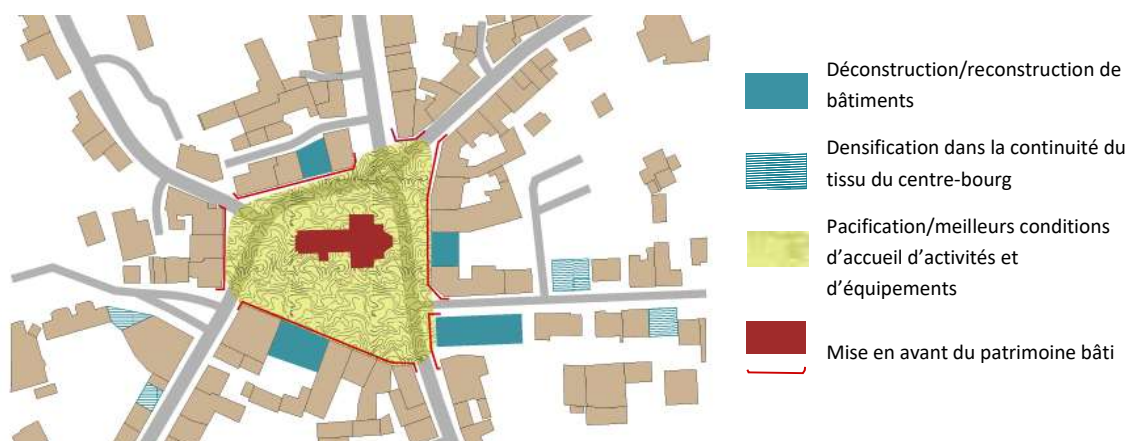 Déconstruction/reconstruction de
bâtiments
Densification dans la continuité du
tissu du centre-bourg
Pacification/meilleurs conditions
d’accueil d’activités et
d’équipements
Mise en avant du patrimoine bâti